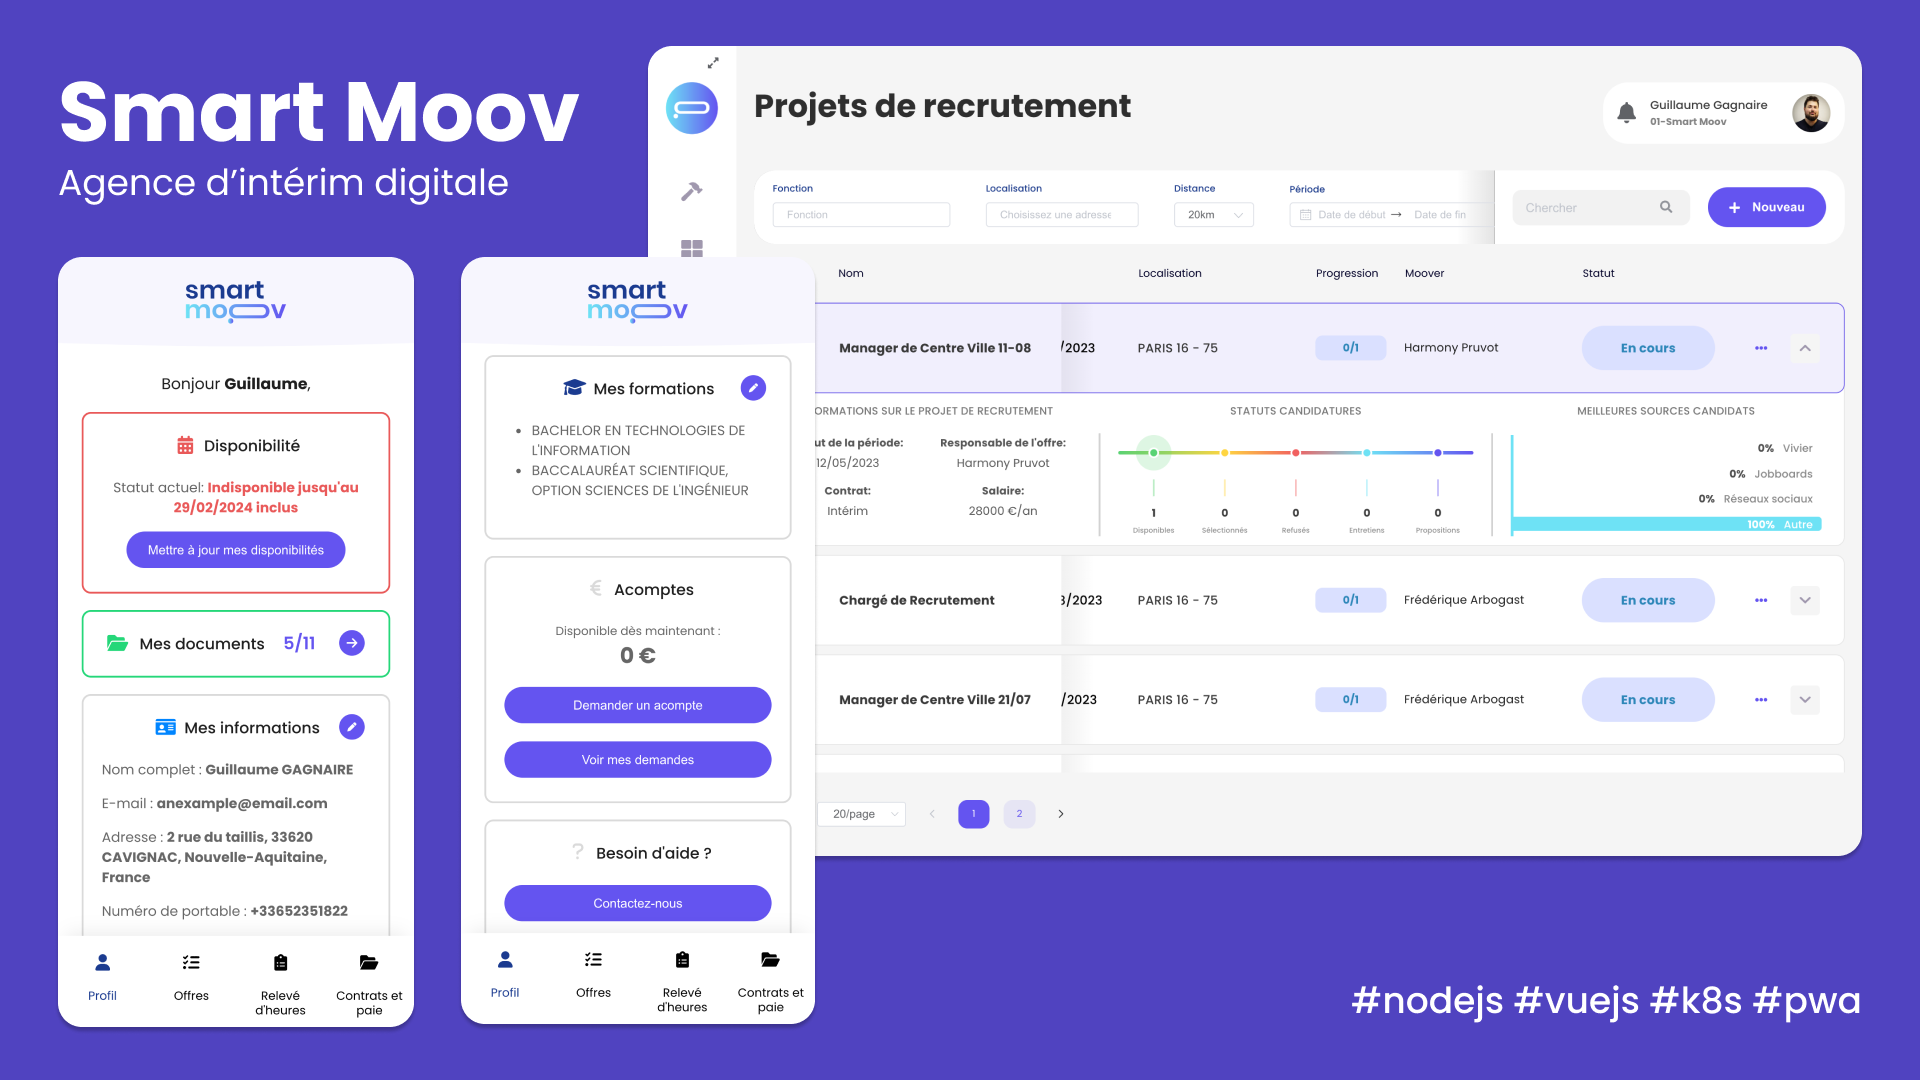 Smart Moov
Agence d'intérim digitale
smart
moov
Bonjour Guillaume,
Disponibilité
Statut actuel: Indisponible jusqu'au
29/02/2024 inclus
Mettre à jour mes disponibilités
Mes documents 5/11
Mes informations
Nom complet : Guillaume GAGNAIRE
E-mail : anexample@email.com
Adresse : 2 rue du taillis, 33620
CAVIGNAC, Nouvelle-Aquitaine,
France
Numéro de portable : +33652351822
Profil
Offres
Relevé
d'heures
Contrats et
paie
smart
moov
Mes formations
BACHELOR EN TECHNOLOGIES DE
L'INFORMATION
BACCALAURÉAT SCIENTIFIQUE,
OPTION SCIENCES DE L'INGÉNIEUR
€ Acomptes
Disponible dès maintenant :
0 €
Demander un acompte
Voir mes demandes
? Besoin d'aide ?
Contactez-nous
Profil
Offres
Relevé
d'heures
Contrats et
paie
Projets de recrutement
Guillaume Gagnaire
01-Smart Moov
Fonction
Fonction
Localisation
Choisissez une adresse
Distance
20km
Période
Date de début → Date de fin
Chercher
+ Nouveau
Nom Localisation Progression Moover Statut
Manager de Centre Ville 11-08 /2023 PARIS 16 - 75 0/1 Harmony Pruvot En cours
ORMATIONS SUR LE PROJET DE RECRUTEMENT
ut de la période:
12/05/2023
Responsable de l'offre:
Harmony Pruvot
Contrat:
Intérim
Salaire:
28000 €/an
STATUTS CANDIDATURES
1 0 0 0 0
Disponibles Sélectionnés Refusés Entretiens Propositions
MEILLEURES SOURCES CANDIDATS
0% Vivier
0% Jobboards
0% Réseaux sociaux
100% Autre
Chargé de Recrutement 3/2023 PARIS 16 - 75 0/1 Frédérique Arbogast En cours
Manager de Centre Ville 21/07 /2023 PARIS 16 - 75 0/1 Frédérique Arbogast En cours
20/page 1 2
#nodejs #vuejs #k8s #pwa